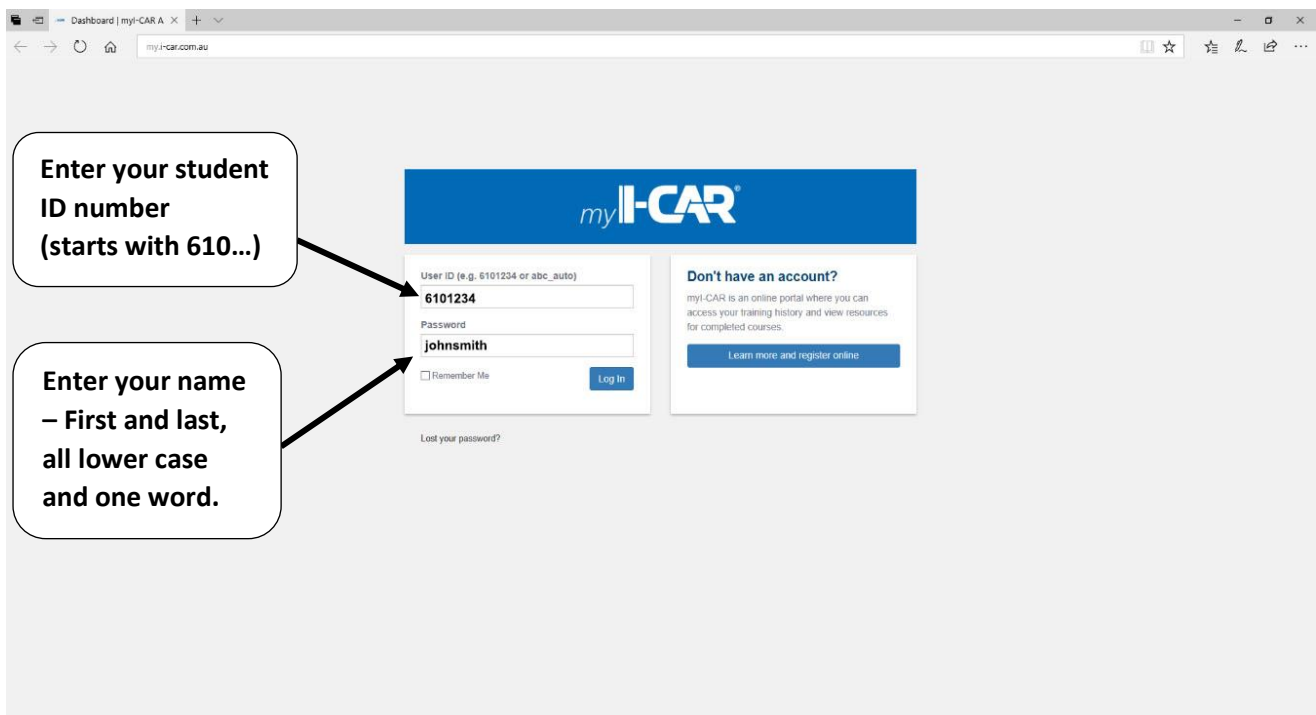 Dashboard | myI-CAR A
my.i-car.com.au
Enter your student
ID number
(starts with 610…)
my I-CAR®
User ID (e.g. 6101234 or abc_auto)
6101234
Password
johnsmith
Remember Me
Log In
Don't have an account?
myI-CAR is an online portal where you can
access your training history and view resources
for completed courses.
Learn more and register online
Enter your name
– First and last,
all lower case
and one word.
Lost your password?